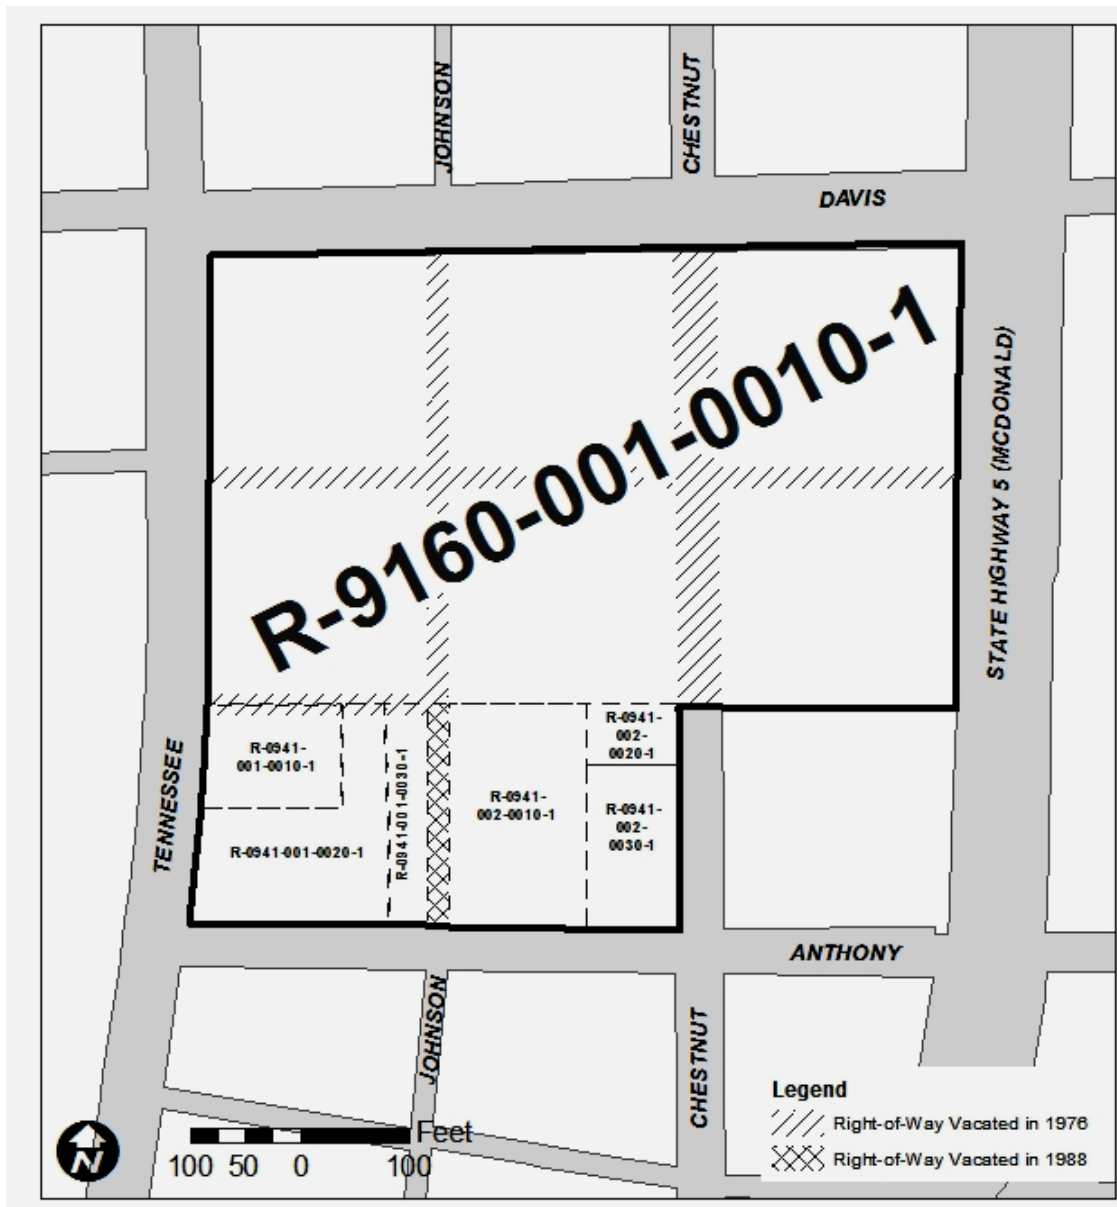 JOHNSON
CHESTNUT
DAVIS
R-9160-001-0010-1
STATE HIGHWAY 5 (MCDONALD)
TENNESSEE
R-0941-
001-0010-1
R-0941-001-0020-1
R-0941-001-0030-1
R-0941-
002-0010-1
R-0941-
002-
0020-1
R-0941-
002-
0030-1
ANTHONY
JOHNSON
CHESTNUT
Legend
Right-of-Way Vacated in 1976
Right-of-Way Vacated in 1988
N
Feet
100 50 0 100